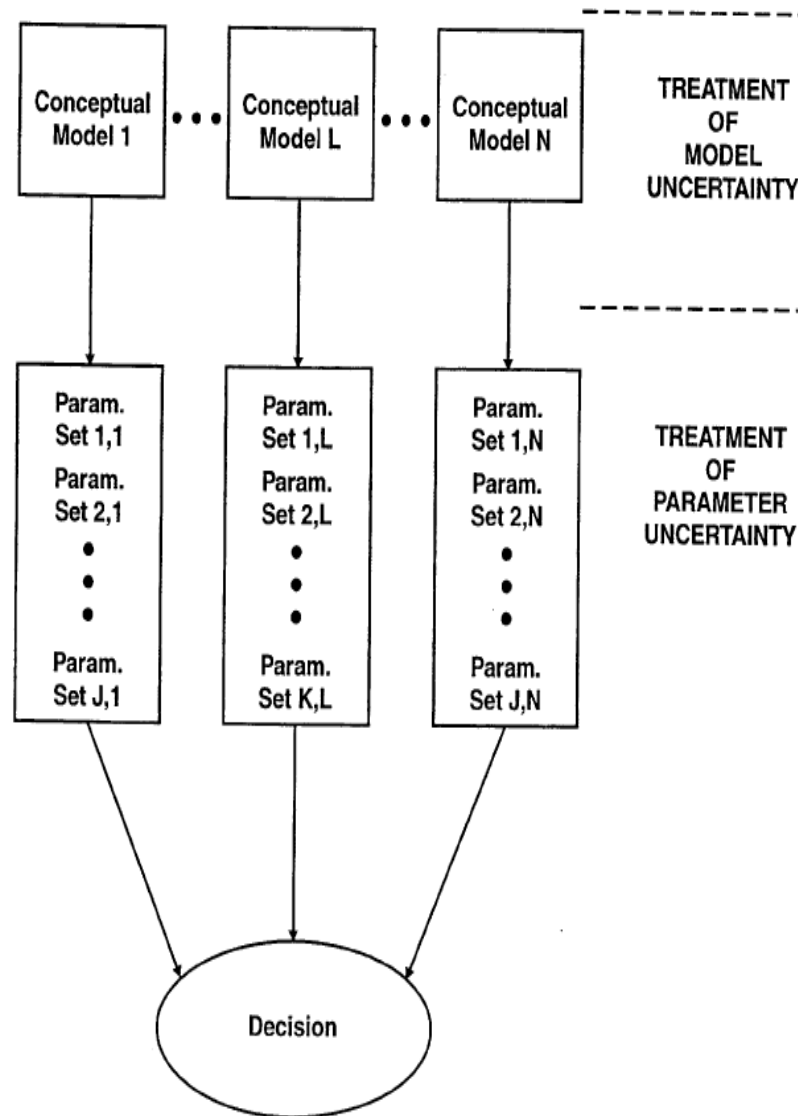 Conceptual
Model 1
Conceptual
Model L
Conceptual
Model N
TREATMENT
OF
MODEL
UNCERTAINTY
Param.
Set 1,1
Param.
Set 2,1
Param.
Set J,1
Param.
Set 1,L
Param.
Set 2,L
Param.
Set K,L
Param.
Set 1,N
Param.
Set 2,N
Param.
Set J,N
TREATMENT
OF
PARAMETER
UNCERTAINTY
Decision